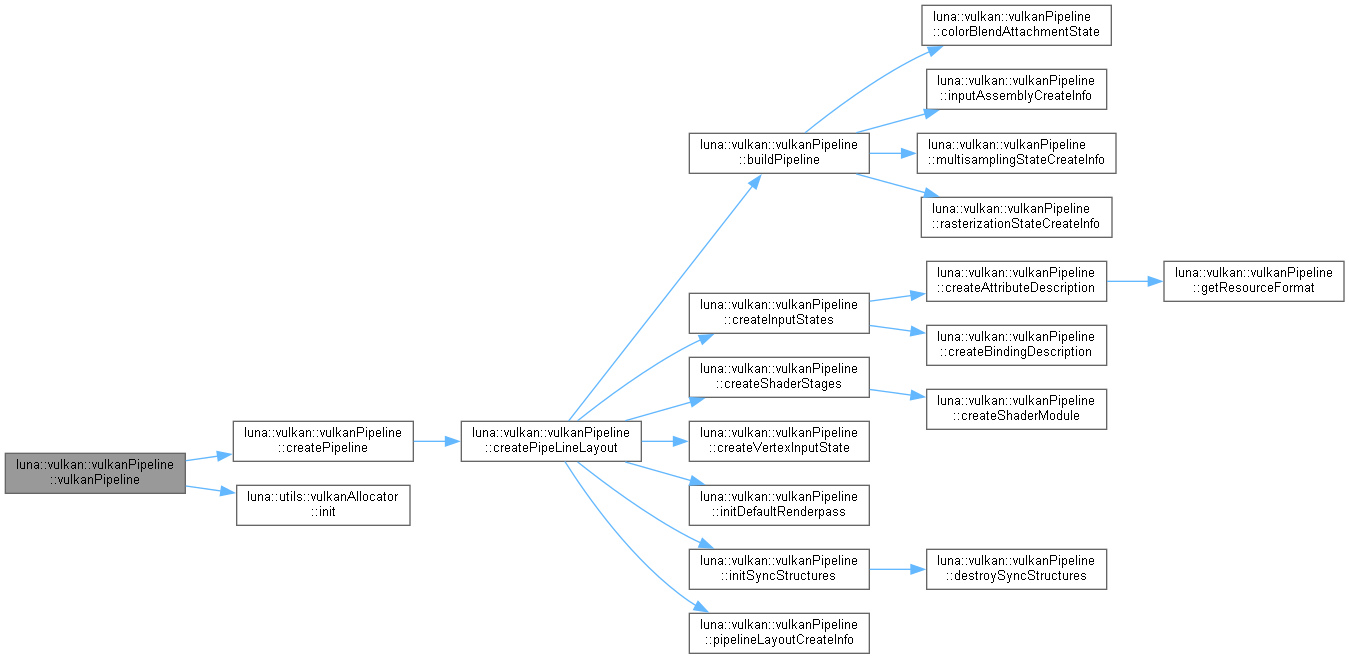 luna::vulkan::vulkanPipeline
::vulkanPipeline
luna::vulkan::vulkanPipeline
::createPipeline
luna::utils::vulkanAllocator
::init
luna::vulkan::vulkanPipeline
::createPipeLineLayout
luna::vulkan::vulkanPipeline
::buildPipeline
luna::vulkan::vulkanPipeline
::colorBlendAttachmentState
luna::vulkan::vulkanPipeline
::inputAssemblyCreateInfo
luna::vulkan::vulkanPipeline
::multisamplingStateCreateInfo
luna::vulkan::vulkanPipeline
::rasterizationStateCreateInfo
luna::vulkan::vulkanPipeline
::createInputStates
luna::vulkan::vulkanPipeline
::createAttributeDescription
luna::vulkan::vulkanPipeline
::getResourceFormat
luna::vulkan::vulkanPipeline
::createBindingDescription
luna::vulkan::vulkanPipeline
::createShaderStages
luna::vulkan::vulkanPipeline
::createShaderModule
luna::vulkan::vulkanPipeline
::createVertexInputState
luna::vulkan::vulkanPipeline
::initDefaultRenderpass
luna::vulkan::vulkanPipeline
::initSyncStructures
luna::vulkan::vulkanPipeline
::destroySyncStructures
luna::vulkan::vulkanPipeline
::pipelineLayoutCreateInfo